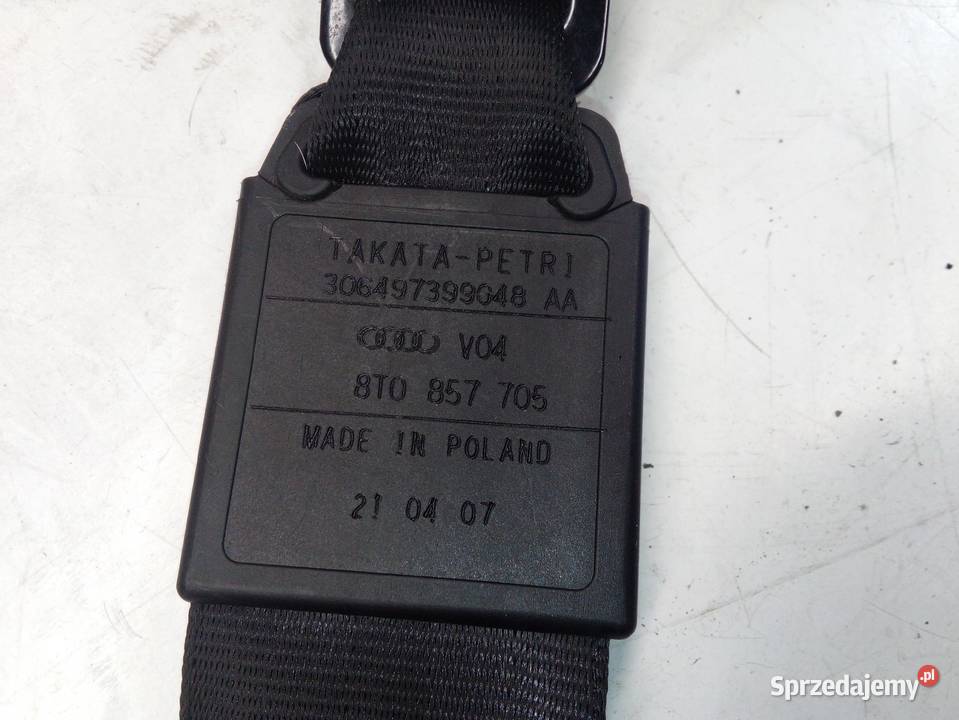 TAKATA-PETRI
306497399048 AA
V04
8T0 857 705
MADE IN POLAND
21 04 07
Sprzedajemy.pl